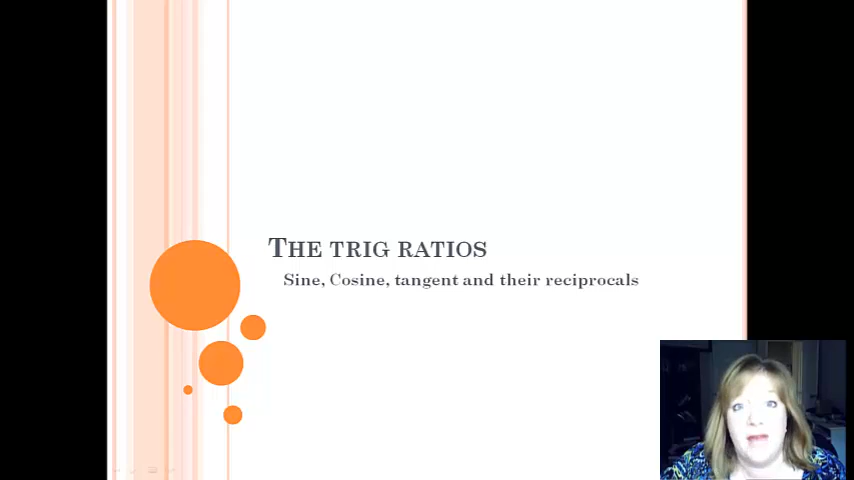 THE TRIG RATIOS
Sine, Cosine, tangent and their reciprocals